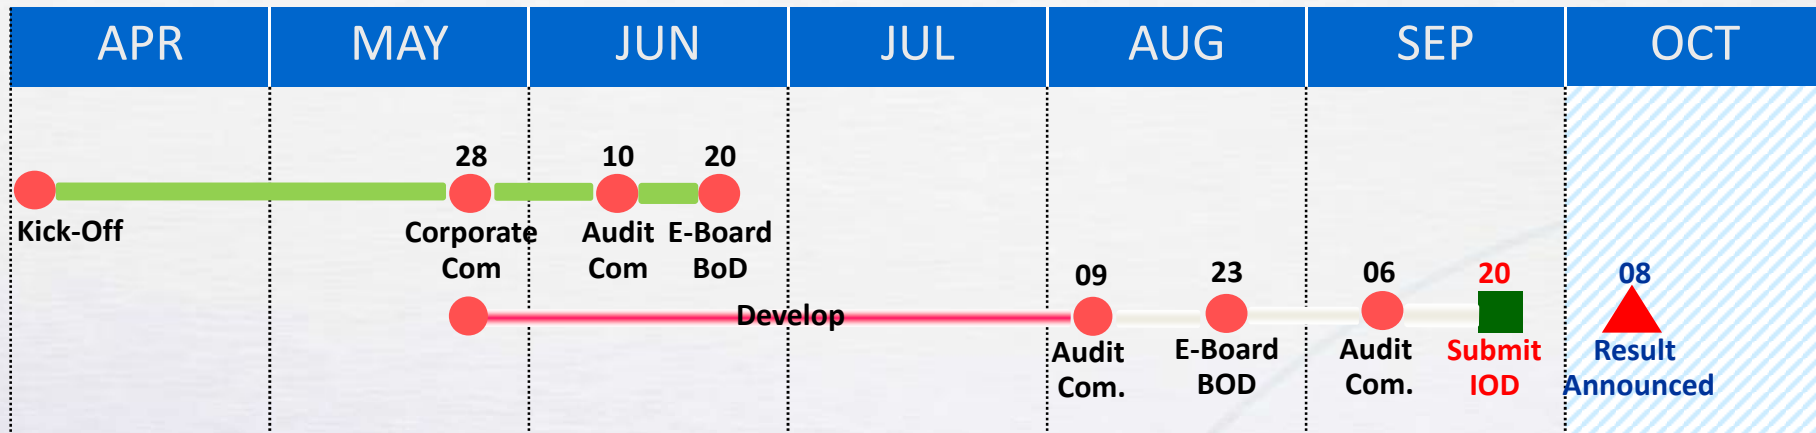 APR MAY JUN JUL AUG SEP OCT
28 10 20
Kick-Off Corporate Audit E-Board
Com Com BoD
09 23 06 20 08
Develop
Audit E-Board Audit Submit Result
Com. BOD Com. IOD Announced